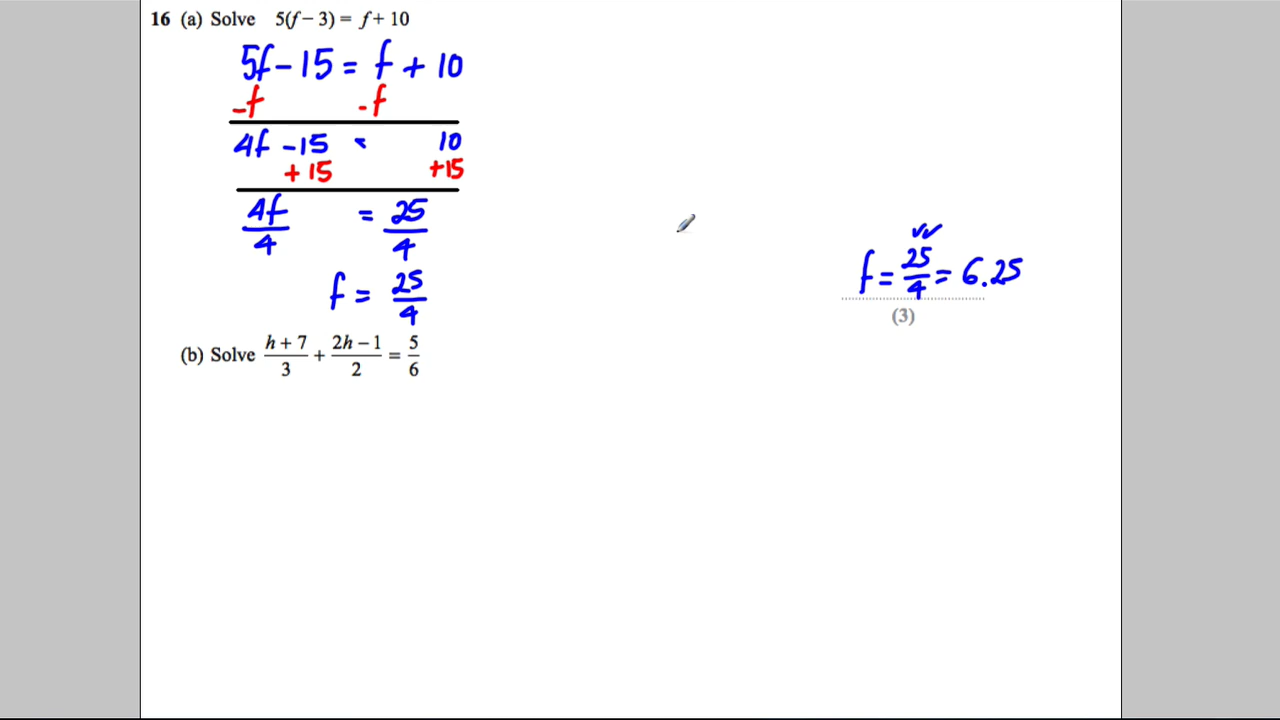 16 (a) Solve 5(f − 3) = f + 10
5f − 15 = f + 10
−f -f
4f − 15 = 10
+ 15 +15
4f/4 = 25/4
f = 25/4 = 6.25
f = 25/4
(3)
(b) Solve (h + 7)/3 + (2h − 1)/2 = 5/6